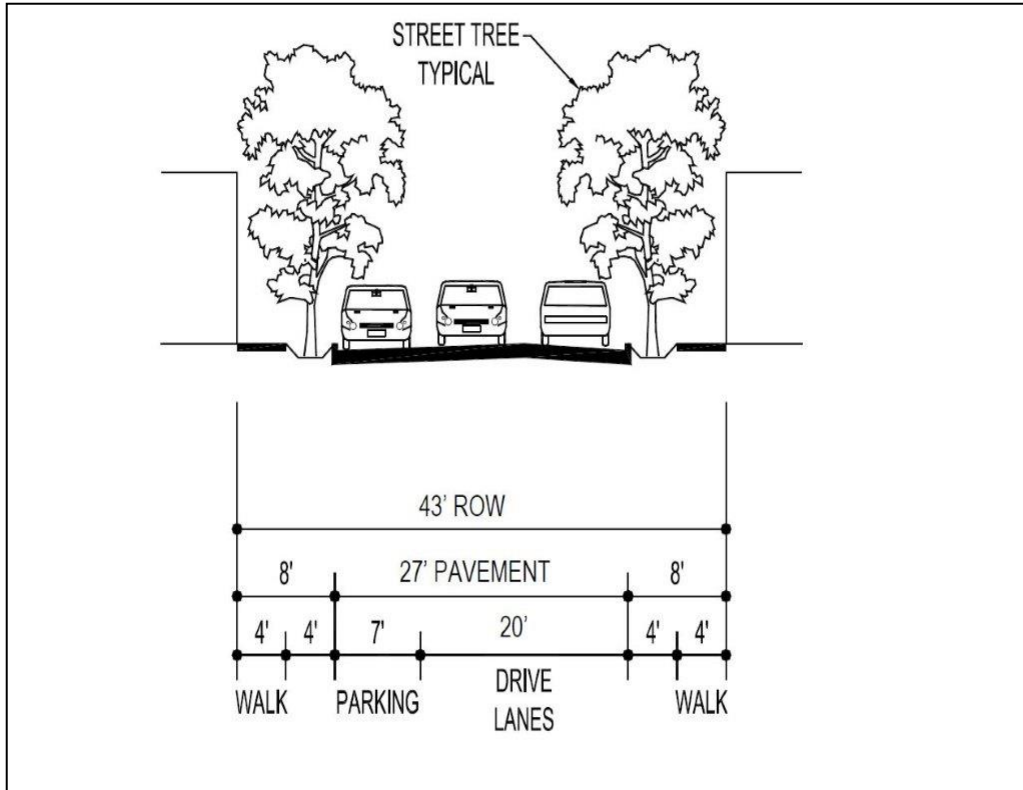 STREET TREE
TYPICAL
43' ROW
8' 27' PAVEMENT 8'
4' 4' 7' 20' 4' 4'
WALK PARKING DRIVE LANES WALK